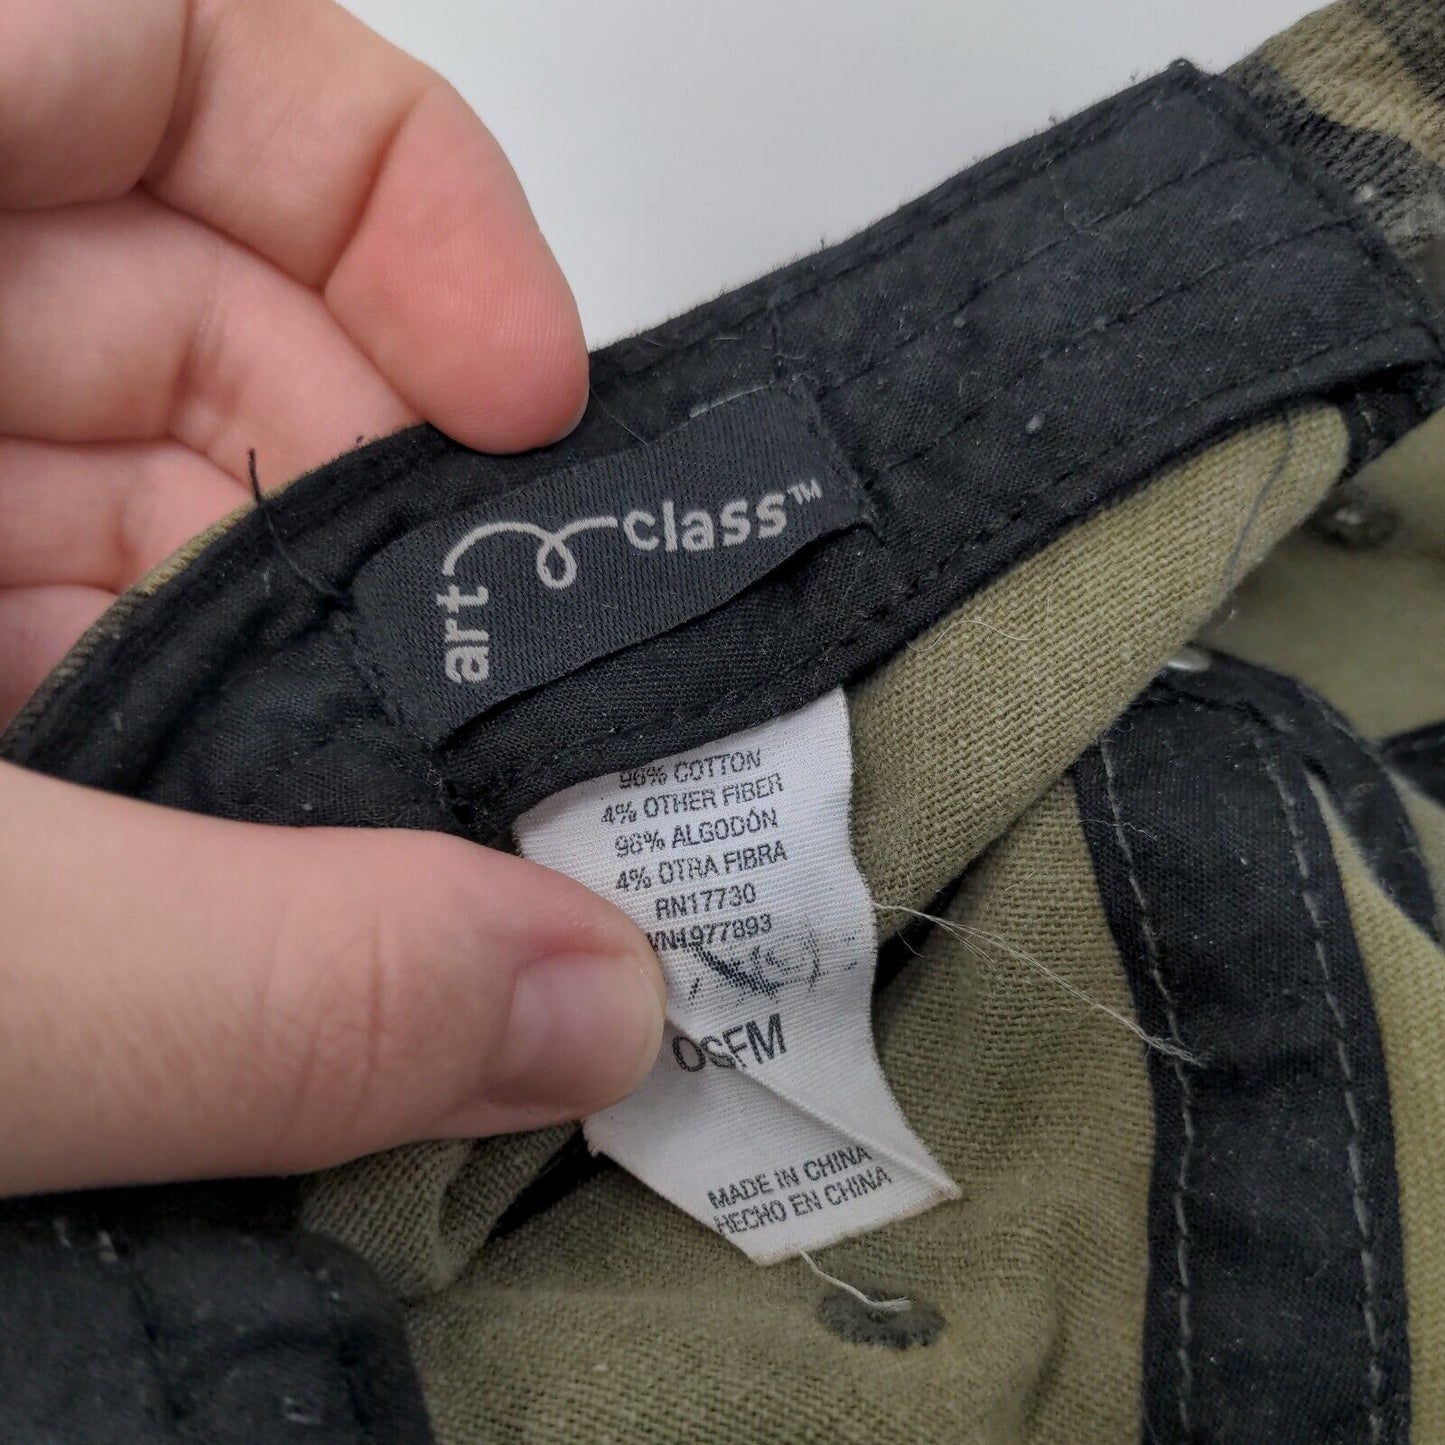 art class™
96% COTTON
4% OTHER FIBER
96% ALGODÓN
4% OTRA FIBRA
RN17730
VN1977893
OSFM
MADE IN CHINA
HECHO EN CHINA